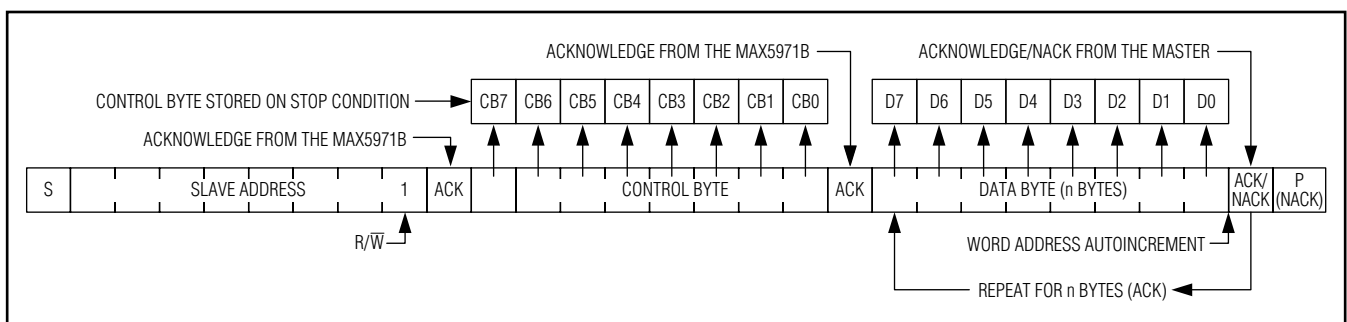 ACKNOWLEDGE FROM THE MAX5971B
ACKNOWLEDGE/NACK FROM THE MASTER
CONTROL BYTE STORED ON STOP CONDITION
CB7 CB6 CB5 CB4 CB3 CB2 CB1 CB0
D7 D6 D5 D4 D3 D2 D1 D0
ACKNOWLEDGE FROM THE MAX5971B
S SLAVE ADDRESS 1 ACK CONTROL BYTE ACK DATA BYTE (n BYTES) ACK/
NACK P
(NACK)
R/W̅
WORD ADDRESS AUTOINCREMENT
REPEAT FOR n BYTES (ACK)